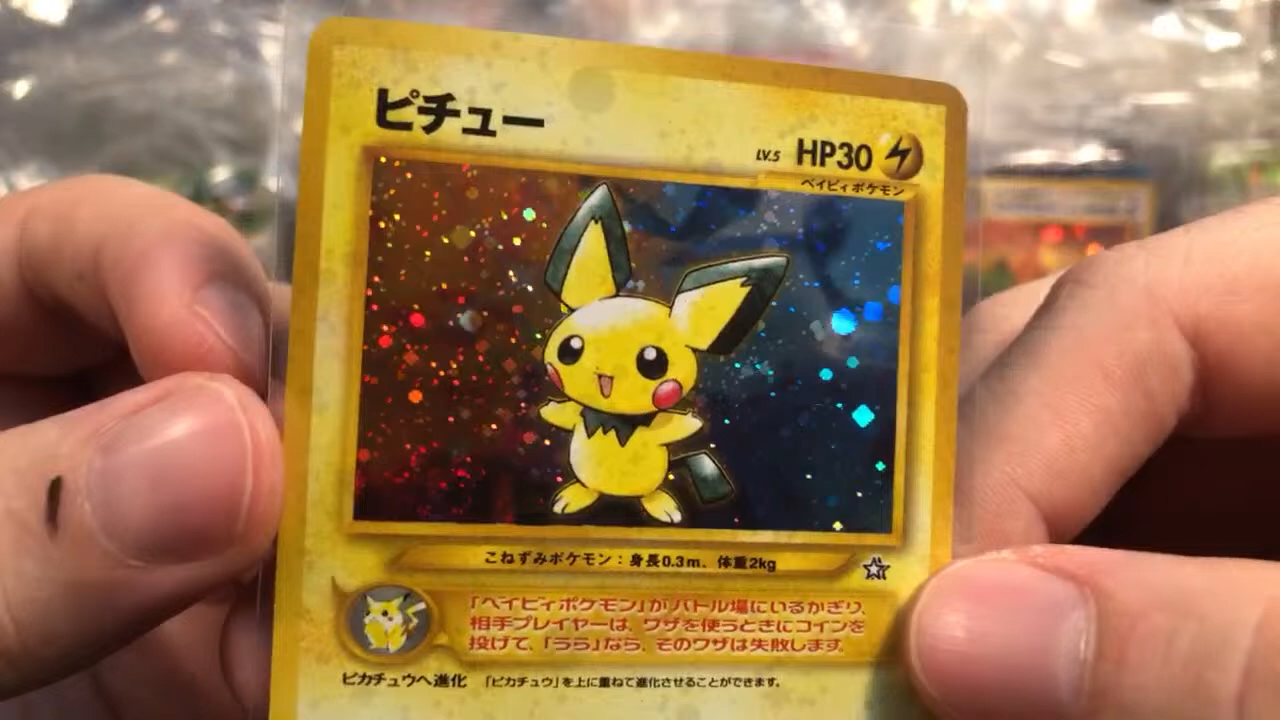 ピチュー
LV.5 HP30
ベイビィポケモン
こねずみポケモン：身長0.3m、体重2kg
「ベイビィポケモン」がバトル場にいるかぎり、
相手プレイヤーは、ワザを使うときにコインを
投げて、「うら」なら、そのワザは失敗します。
ピカチュウへ進化 「ピカチュウ」を上に重ねて進化させることができます。